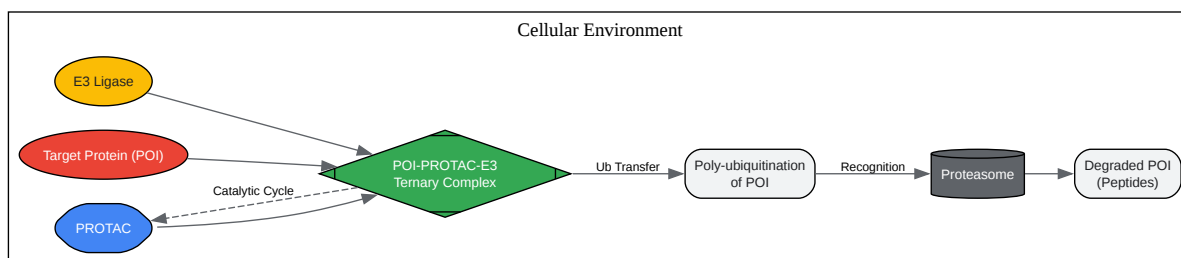 Cellular Environment
E3 Ligase
Target Protein (POI)
PROTAC
Catalytic Cycle
POI-PROTAC-E3
Ternary Complex
Ub Transfer
Poly-ubiquitination
of POI
Recognition
Proteasome
Degraded POI
(Peptides)